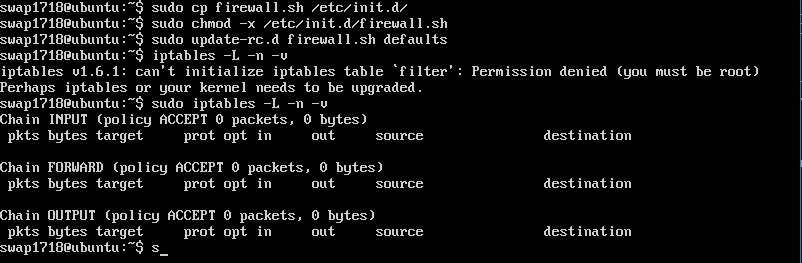 swap1718@ubuntu:~$ sudo cp firewall.sh /etc/init.d/
swap1718@ubuntu:~$ sudo chmod -x /etc/init.d/firewall.sh
swap1718@ubuntu:~$ sudo update-rc.d firewall.sh defaults
swap1718@ubuntu:~$ iptables -L -n -v
iptables v1.6.1: can't initialize iptables table `filter': Permission denied (you must be root)
Perhaps iptables or your kernel needs to be upgraded.
swap1718@ubuntu:~$ sudo iptables -L -n -v
Chain INPUT (policy ACCEPT 0 packets, 0 bytes)
 pkts bytes target     prot opt in     out     source               destination

Chain FORWARD (policy ACCEPT 0 packets, 0 bytes)
 pkts bytes target     prot opt in     out     source               destination

Chain OUTPUT (policy ACCEPT 0 packets, 0 bytes)
 pkts bytes target     prot opt in     out     source               destination
swap1718@ubuntu:~$ s_